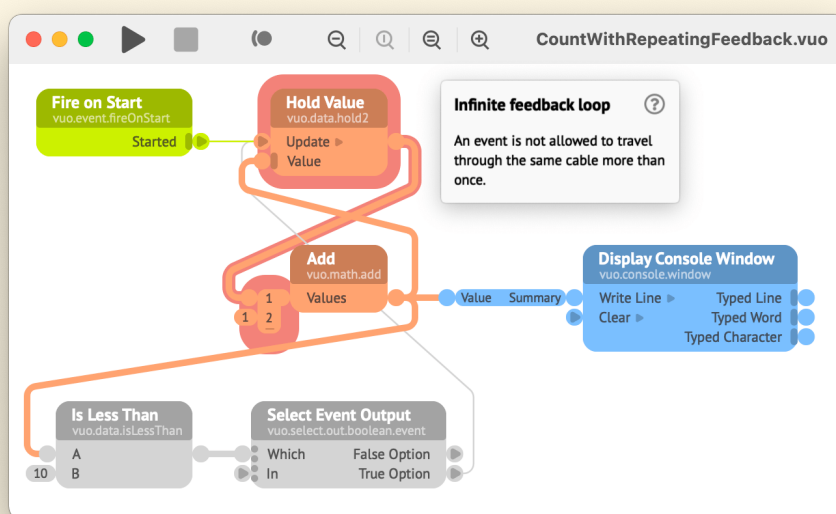 CountWithRepeatingFeedback.vuo
Fire on Start
vuo.event.fireOnStart
Started
Hold Value
vuo.data.hold2
Update
Value
Infinite feedback loop ?
An event is not allowed to travel
through the same cable more than
once.
Add
vuo.math.add
1 Values
1 2
Value Summary
Display Console Window
vuo.console.window
Write Line Typed Line
Clear Typed Word
Typed Character
Is Less Than
vuo.data.isLessThan
A
10 B
Select Event Output
vuo.select.out.boolean.event
Which False Option
In True Option